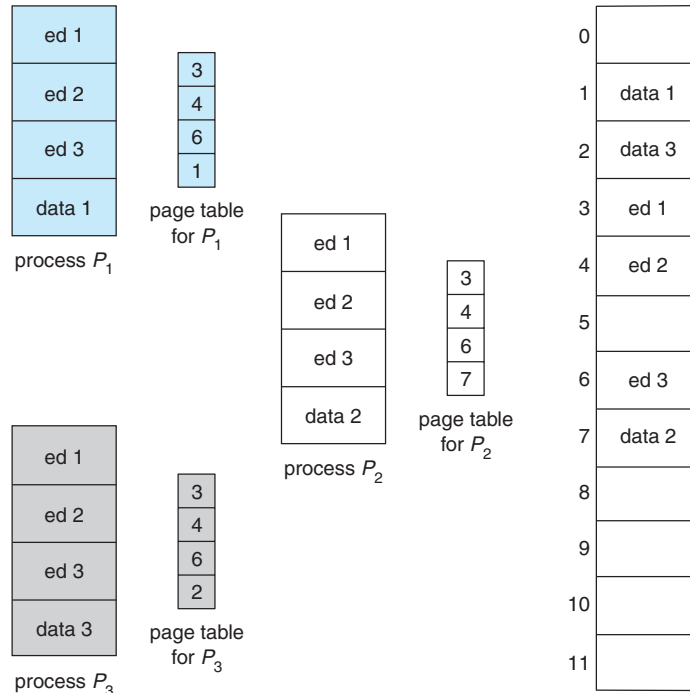 ed 1
ed 2
ed 3
data 1
process P1
3
4
6
1
page table
for P1
ed 1
ed 2
ed 3
data 2
process P2
3
4
6
7
page table
for P2
ed 1
ed 2
ed 3
data 3
process P3
3
4
6
2
page table
for P3
0
1 data 1
2 data 3
3 ed 1
4 ed 2
5
6 ed 3
7 data 2
8
9
10
11